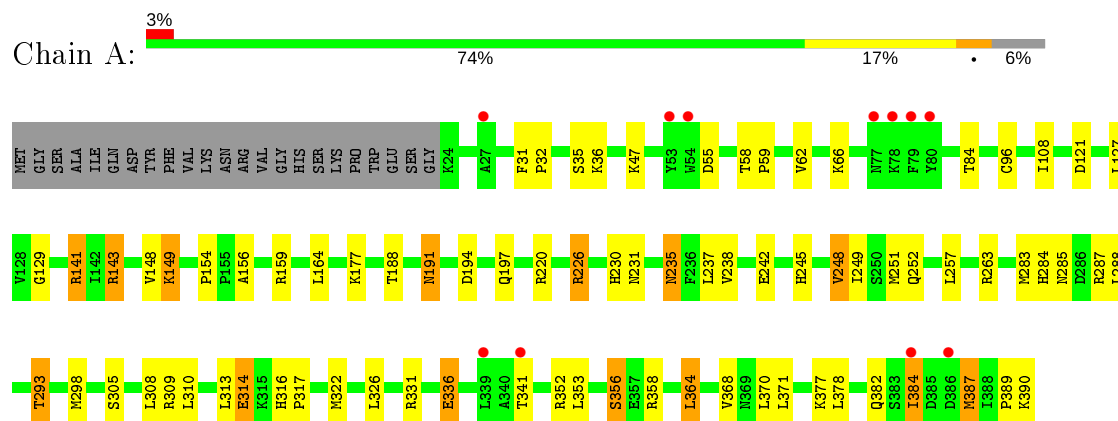 3%
Chain A:
74% 17% • 6%
MET GLY SER ALA ILE GLN ASP TYR PHE VAL LYS ASN ARG VAL GLY HIS SER LYS PRO TRP GLU SER GLY K24 A27 F31 P32 S35 K36 K47 Y53 W54 D55 T58 P59 V62 K66 N77 K78 F79 Y80 T84 C96 I108 D121 L127
V128 G129 R141 I142 R143 V148 K149 P154 P155 A156 R159 L164 K177 T188 N191 D194 Q197 R220 R226 H230 N231 N235 F236 L237 V238 E242 H245 V248 I249 S250 M251 Q252 L257 R263 M283 H284 N285 D286 R287 L288
T293 M298 S305 L308 R309 L310 L313 E314 K315 H316 P317 M322 L326 R331 E336 L339 A340 T341 R352 L353 S356 E357 R358 L364 V368 N369 L370 L371 K377 L378 Q382 S383 I384 D385 D386 M387 I388 P389 K390